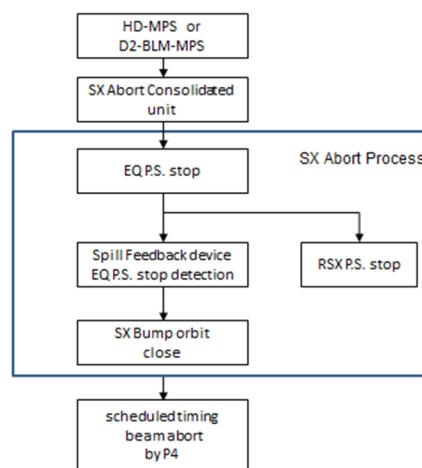 HD-MPS or
D2-BLM-MPS
SX Abort Consolidated
unit
SX Abort Process
EQ P.S. stop
Spill Feedback device
EQ P.S. stop detection
RSX P.S. stop
SX Bump orbit
close
scheduled timing
beam abort
by P4